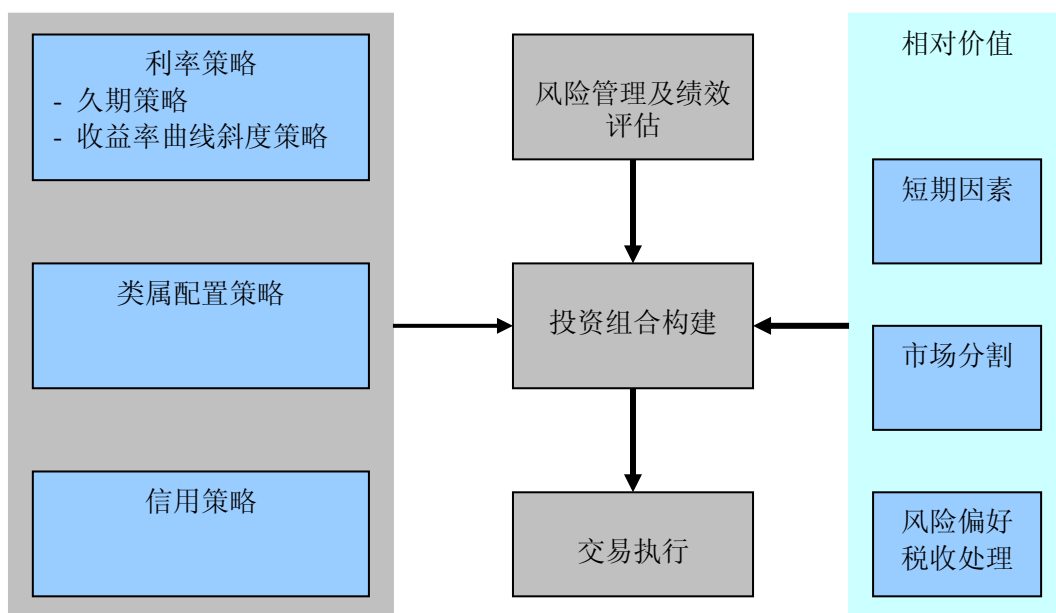 利率策略
- 久期策略
- 收益率曲线斜度策略
类属配置策略
信用策略
风险管理及绩效
评估
投资组合构建
交易执行
相对价值
短期因素
市场分割
风险偏好
税收处理